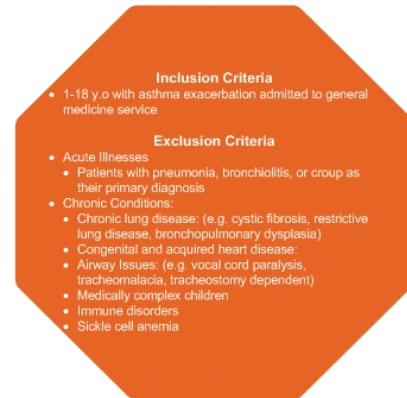 Inclusion Criteria
• 1-18 y.o with asthma exacerbation admitted to general
medicine service
Exclusion Criteria
• Acute Illnesses
• Patients with pneumonia, bronchiolitis, or croup as
their primary diagnosis
• Chronic Conditions:
• Chronic lung disease: (e.g. cystic fibrosis, restrictive
lung disease, bronchopulmonary dysplasia)
• Congenital and acquired heart disease:
• Airway Issues: (e.g. vocal cord paralysis,
tracheomalacia, tracheostomy dependent)
• Medically complex children
• Immune disorders
• Sickle cell anemia